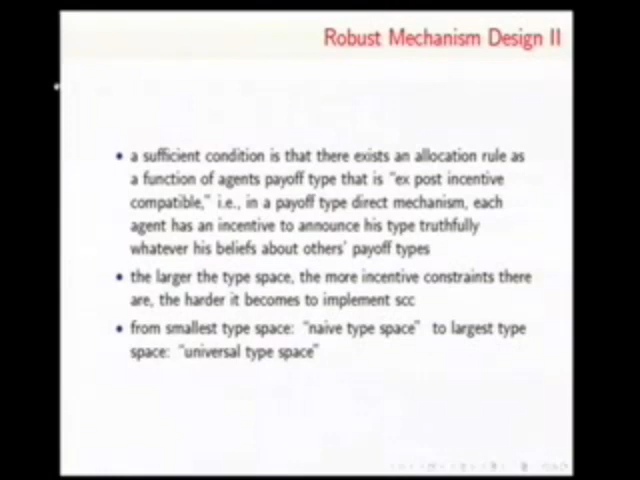 Robust Mechanism Design II
• a sufficient condition is that there exists an allocation rule as
a function of agents payoff type that is "ex post incentive
compatible," i.e., in a payoff type direct mechanism, each
agent has an incentive to announce his type truthfully
whatever his beliefs about others' payoff types
• the larger the type space, the more incentive constraints there
are, the harder it becomes to implement scc
• from smallest type space: "naive type space" to largest type
space: "universal type space"